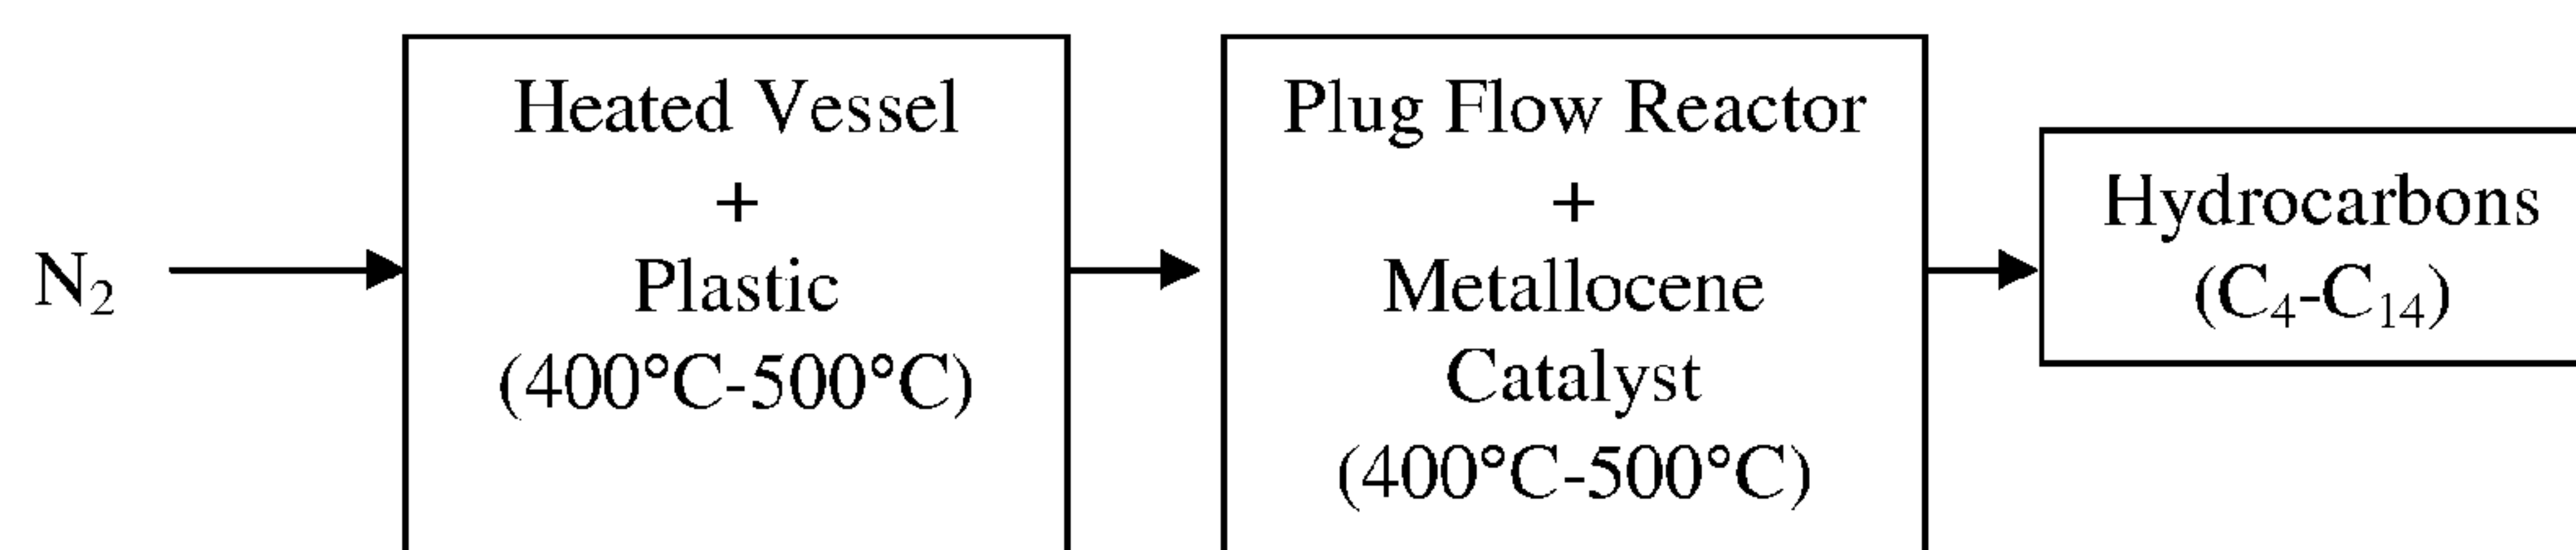 N₂
Heated Vessel
+
Plastic
(400°C-500°C)
Plug Flow Reactor
+
Metallocene
Catalyst
(400°C-500°C)
Hydrocarbons
(C₄-C₁₄)